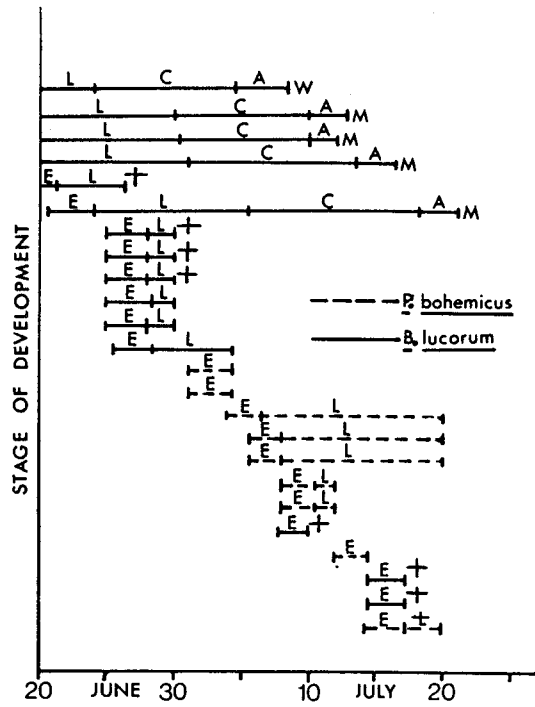 L C A W
L C A M
L C A M
L C A M
E L +
E L C A M
E L +
E L +
E L +
E L
E L
P. bohemicus
B. lucorum
E L
E
E
E L
E L
E L
E L
E L
E +
E
E +
E +
E L
STAGE OF DEVELOPMENT
20 JUNE 30 10 JULY 20